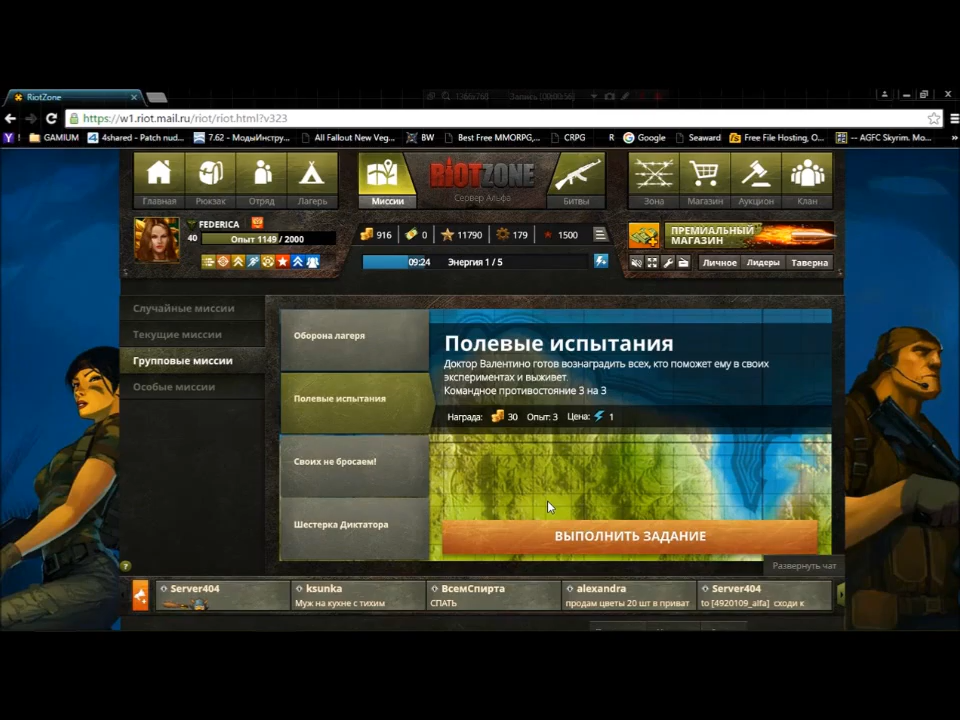 RiotZone
1366x768 Запись [00:00:56]
https://w1.riot.mail.ru/riot/riot.html?v323
GAMIUM 4shared - Patch nud... 7.62 - МодыИнстру... All Fallout New Veg... BW Best Free MMORPG,... CRPG R Google Seaward Free File Hosting, O... -- AGFC Skyrim. Mo... »
RIOTZONE
Сервер Альфа
Главная Рюкзак Отряд Лагерь Миссии Битвы Зона Магазин Аукцион Клан
FEDERICA
40 Опыт 1149 / 2000
916 0 11790 179 1500
ПРЕМИАЛЬНЫЙ
МАГАЗИН
09:24 Энергия 1 / 5
Личное Лидеры Таверна
Случайные миссии
Текущие миссии
Групповые миссии
Особые миссии
Оборона лагеря
Полевые испытания
Своих не бросаем!
Шестерка Диктатора
Полевые испытания
Доктор Валентино готов вознаградить всех, кто поможет ему в своих
экспериментах и выживет.
Командное противостояние 3 на 3
Награда: 30 Опыт: 3 Цена: 1
ВЫПОЛНИТЬ ЗАДАНИЕ
Развернуть чат
Server404 ksunka ВсемСпирта alexandra Server404
Муж на кухне с тихим СПАТЬ продам цветы 20 шт в приват to [4920109_alfa] сходи к